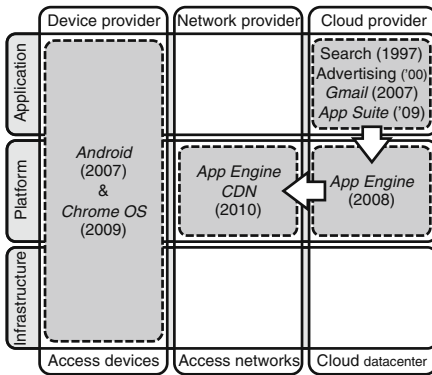 Device provider
Network provider
Cloud provider
Application
Search (1997)
Advertising ('00)
Gmail (2007)
App Suite ('09)
Platform
Android
(2007)
&
Chrome OS
(2009)
App Engine
CDN
(2010)
App Engine
(2008)
Infrastructure
Access devices
Access networks
Cloud datacenter